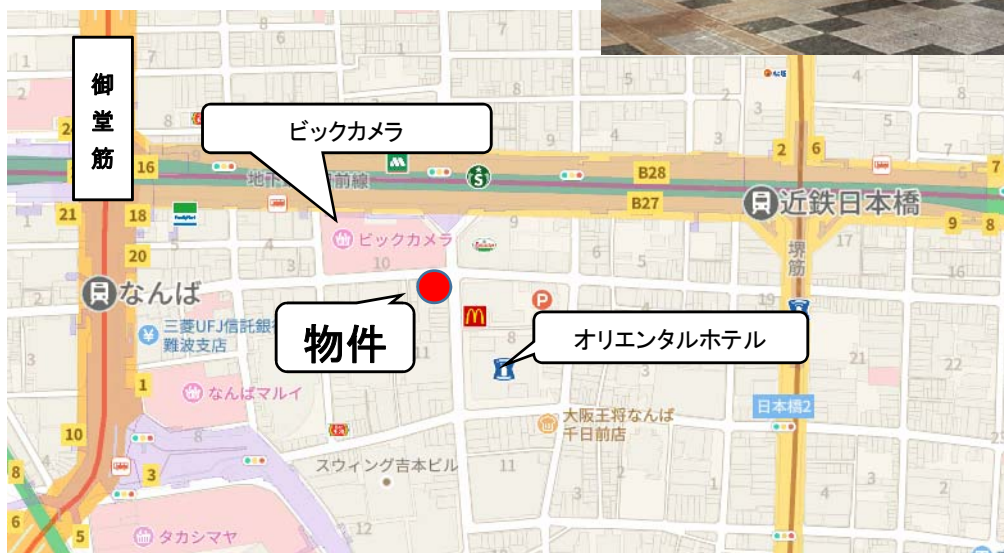 御
堂
筋
ビックカメラ
地下
前線
16
B28
B27
2
6
7
近鉄日本橋
9
8
21
18
20
FamilyMart
ビックカメラ
10
なんば
三菱UFJ信託銀
難波支店
物件
オリエンタルホテル
堺
筋
17
16
19
21
22
P
8
11
1
なんばマルイ
10
3
8
6
5
日本橋2
大阪王将なんば
千日前店
スウィング吉本ビル
11
12
タカシマヤ